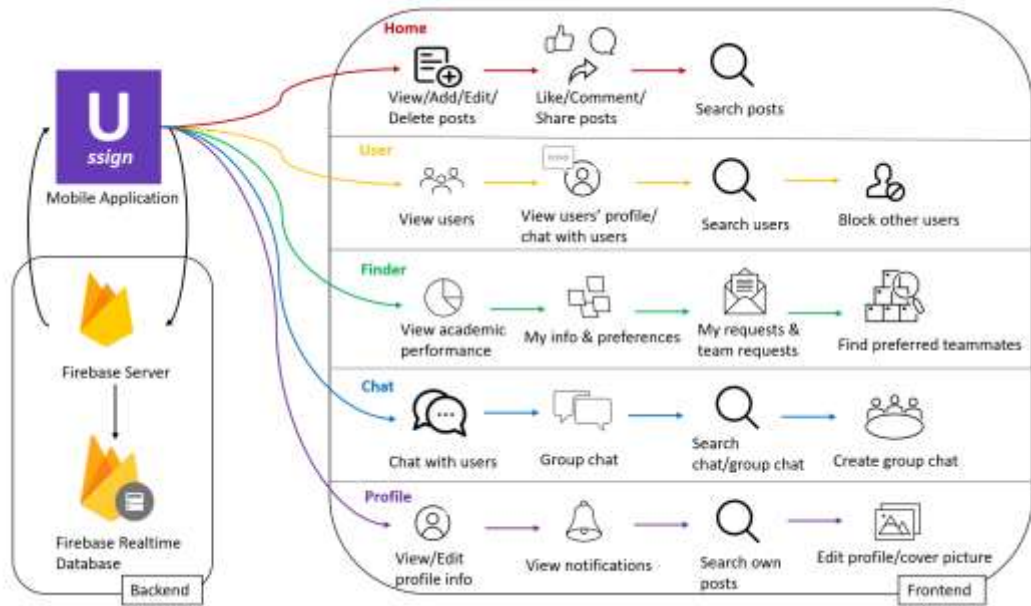 U
ssign
Mobile Application
Firebase Server
Firebase Realtime
Database
Backend
Home
View/Add/Edit/
Delete posts
Like/Comment/
Share posts
Search posts
User
View users
View users' profile/
chat with users
Search users
Block other users
Finder
View academic
performance
My info & preferences
My requests &
team requests
Find preferred teammates
Chat
Chat with users
Group chat
Search
chat/group chat
Create group chat
Profile
View/Edit
profile info
View notifications
Search own
posts
Edit profile/cover picture
Frontend